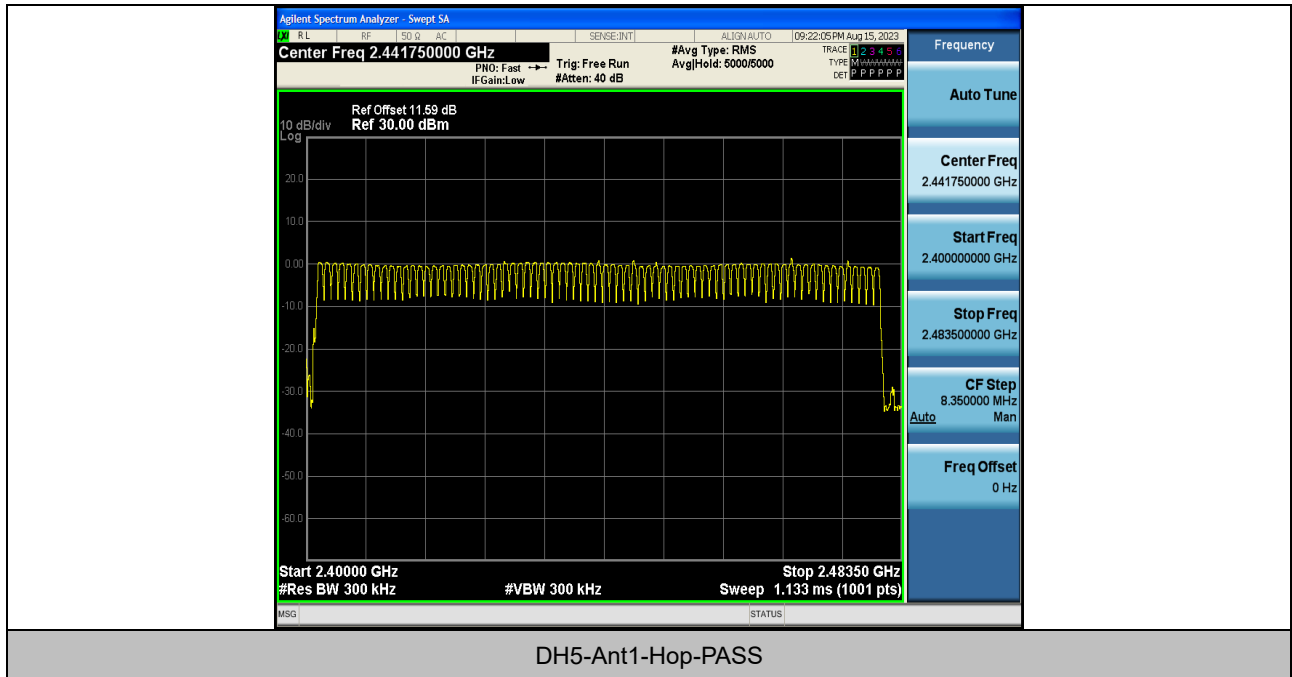 Agilent Spectrum Analyzer - Swept SA
RL RF 50 Ω AC SENSE:INT ALIGN AUTO 09:22:05 PM Aug 15, 2023
Center Freq 2.441750000 GHz
PNO: Fast
IFGain:Low
Trig: Free Run
#Atten: 40 dB
#Avg Type: RMS
Avg|Hold: 5000/5000
TRACE 1 2 3 4 5 6
TYPE M
DET P P P P P P
Ref Offset 11.59 dB
10 dB/div Ref 30.00 dBm
Log
20.0
10.0
0.00
-10.0
-20.0
-30.0
-40.0
-50.0
-60.0
Start 2.40000 GHz Stop 2.48350 GHz
#Res BW 300 kHz #VBW 300 kHz Sweep 1.133 ms (1001 pts)
MSG STATUS
Frequency
Auto Tune
Center Freq
2.441750000 GHz
Start Freq
2.400000000 GHz
Stop Freq
2.483500000 GHz
CF Step
8.350000 MHz
Auto Man
Freq Offset
0 Hz
DH5-Ant1-Hop-PASS